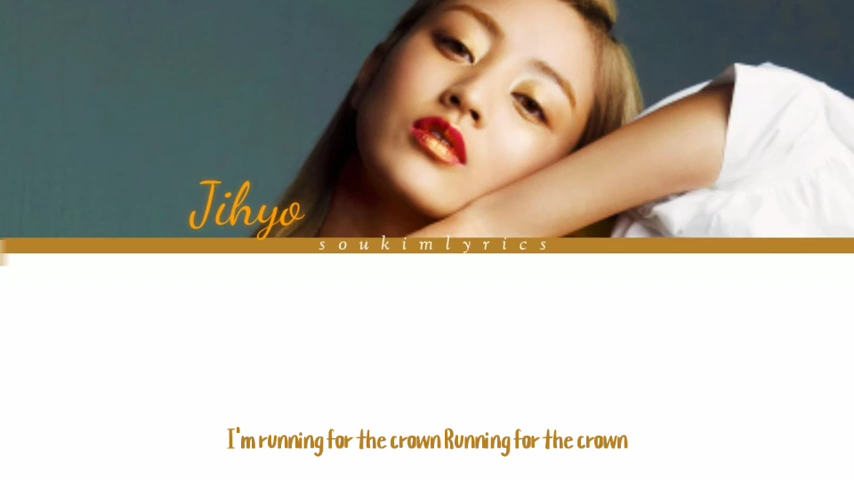 Jihyo
soukimlyrics
I'm running for the crown Running for the crown